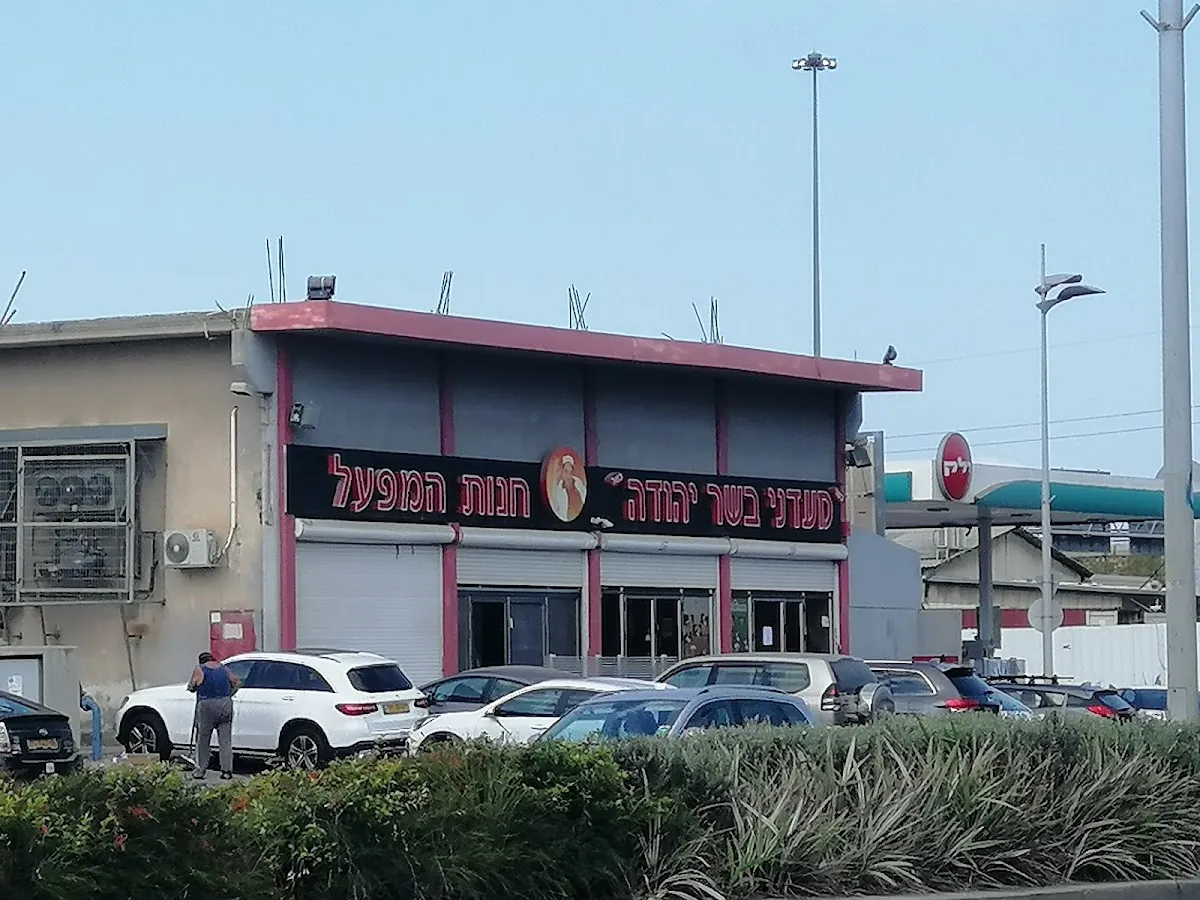 מעדני בשר יהודה
חנות המפעל
דלק